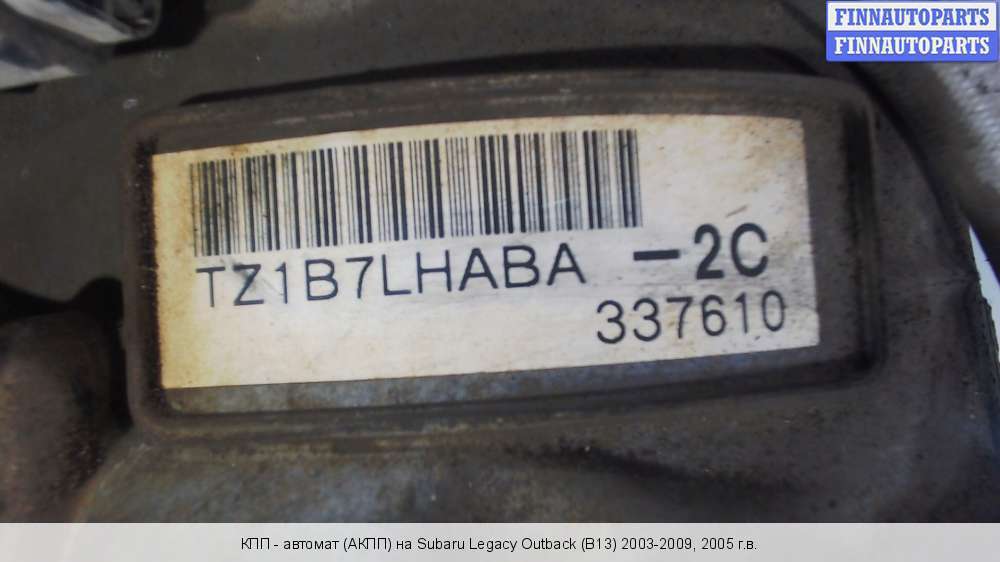 FINNAUTOPARTS
FINNAUTOPARTS
TZ1B7LHABA -2C
337610
КПП - автомат (АКПП) на Subaru Legacy Outback (B13) 2003-2009, 2005 г.в.